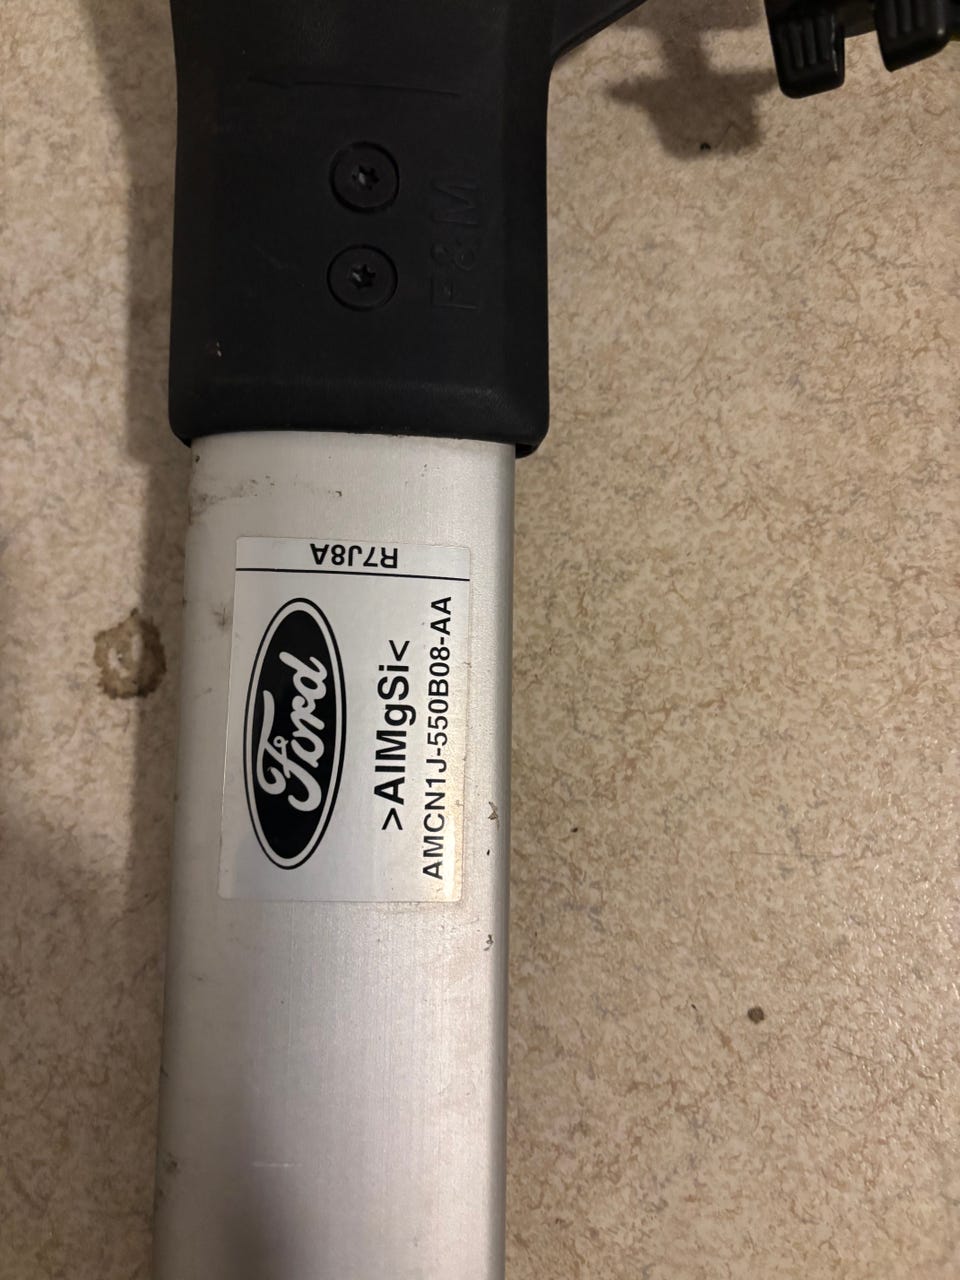 F&M
R7J8A
Ford
>AlMgSi<
AMCN1J-550B08-AA